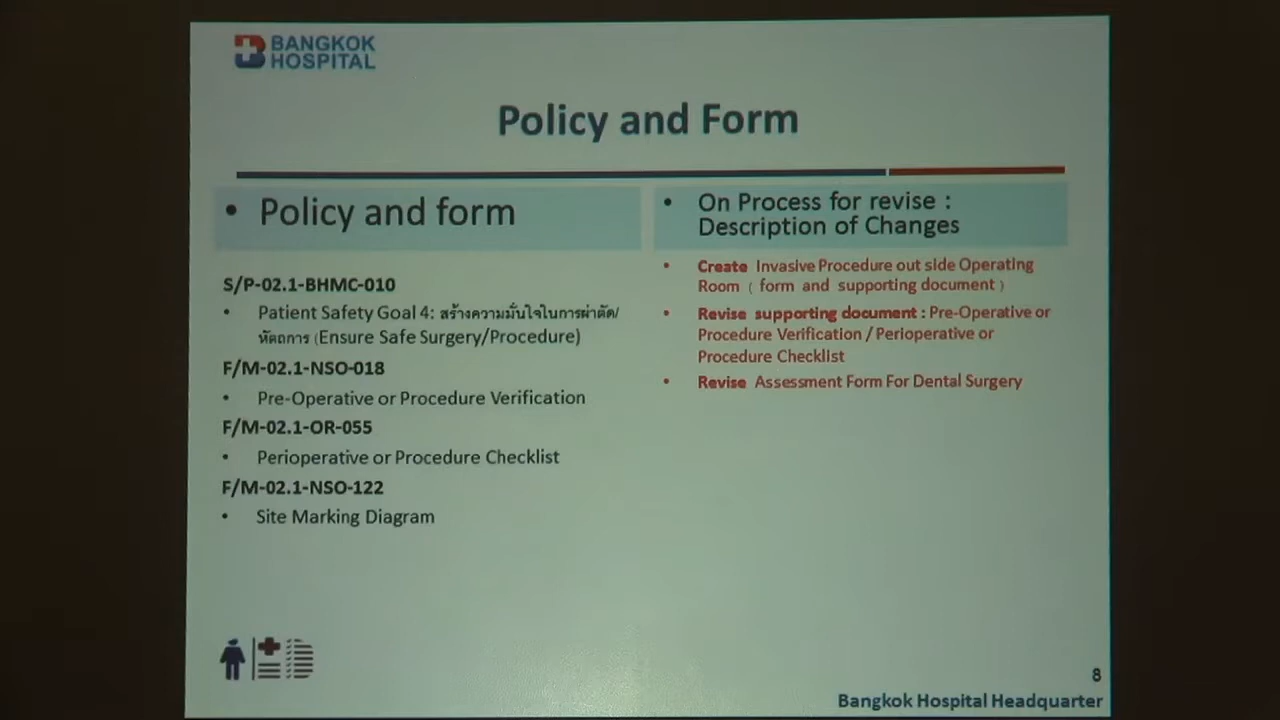 BANGKOK
HOSPITAL
Policy and Form
• Policy and form
S/P-02.1-BHMC-010
• Patient Safety Goal 4: สร้างความมั่นใจในการผ่าตัด/
หัตถการ (Ensure Safe Surgery/Procedure)
F/M-02.1-NSO-018
• Pre-Operative or Procedure Verification
F/M-02.1-OR-055
• Perioperative or Procedure Checklist
F/M-02.1-NSO-122
• Site Marking Diagram
• On Process for revise :
Description of Changes
• Create Invasive Procedure out side Operating
Room ( form and supporting document )
• Revise supporting document : Pre-Operative or
Procedure Verification / Perioperative or
Procedure Checklist
• Revise Assessment Form For Dental Surgery
8
Bangkok Hospital Headquarter